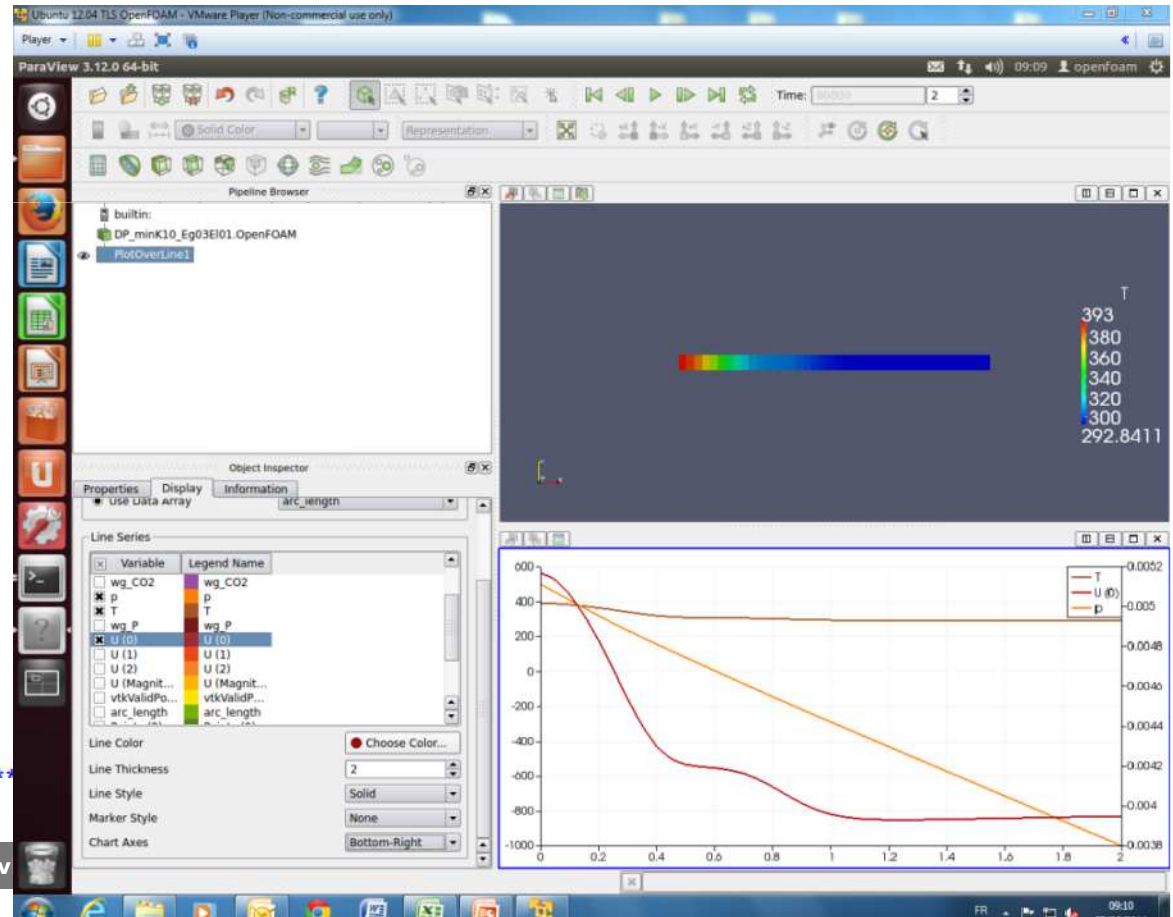 Ubuntu 12.04 TLS OpenFOAM - VMware Player (Non-commercial use only)
Player
«
ParaView 3.12.0 64-bit
09:09 openfoam
Time: 80000 2
Solid Color Representation
Pipeline Browser
builtin:
DP_minK10_Eg03El01.OpenFOAM
PlotOverLine1
T
393
380
360
340
320
300
292.8411
Object Inspector
Properties Display Information
Use Data Array arc_length
Line Series
Variable Legend Name
wg_CO2 wg_CO2
p p
T T
wg_P wg_P
U (0) U (0)
U (1) U (1)
U (2) U (2)
U (Magnit... U (Magnit...
vtkValidPo... vtkValidP...
arc_length arc_length
Line Color Choose Color...
Line Thickness 2
Line Style Solid
Marker Style None
Chart Axes Bottom-Right
T
U (0)
p
600
400
200
0
-200
-400
-600
-800
-1000
0.0052
0.005
0.0048
0.0046
0.0044
0.0042
0.004
0.0038
0 0.2 0.4 0.6 0.8 1 1.2 1.4 1.6 1.8 2
**
v
FR 09:10